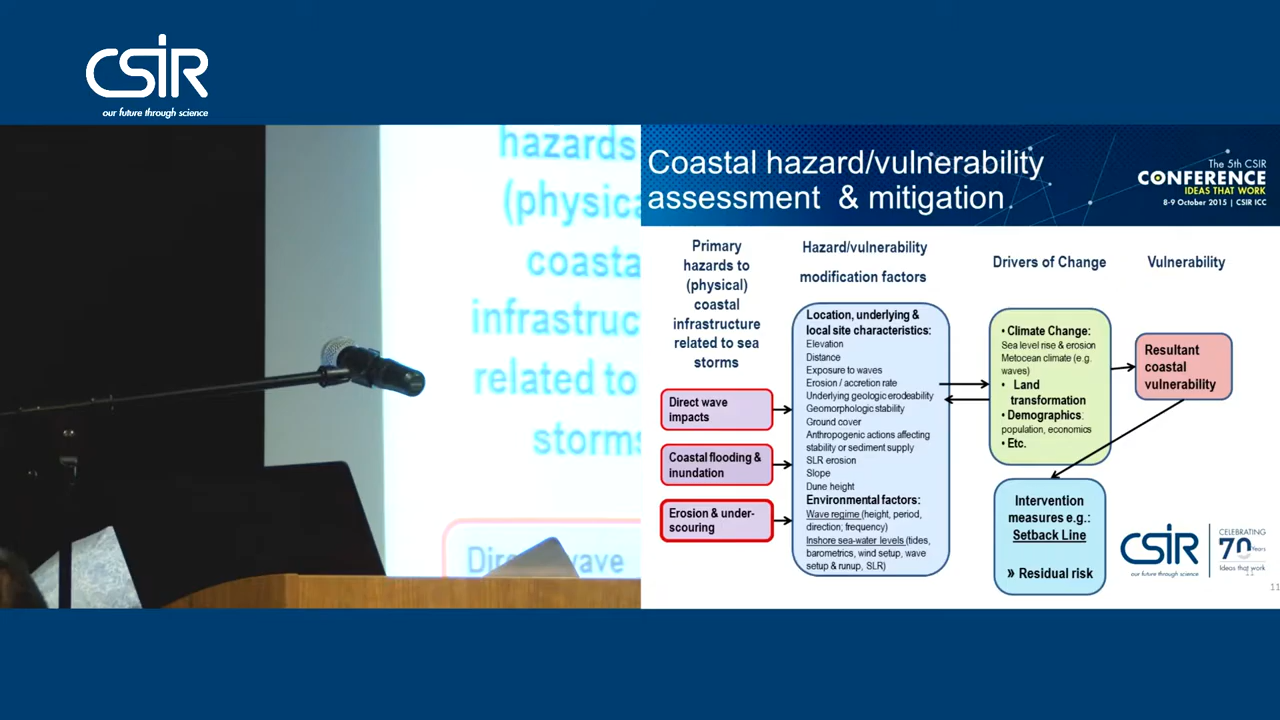 CSIR
our future through science
hazards
(physica
coasta
infrastruc
related to
storms
Direct wave
Coastal hazard/vulnerability
assessment & mitigation.
The 5th CSIR
CONFERENCE
IDEAS THAT WORK
8-9 October 2015 | CSIR ICC
Primary
hazards to
(physical)
coastal
infrastructure
related to sea
storms
Direct wave
impacts
Coastal flooding &
inundation
Erosion & under-
scouring
Hazard/vulnerability
modification factors
Location, underlying &
local site characteristics:
Elevation
Distance
Exposure to waves
Erosion / accretion rate
Underlying geologic erodeability
Geomorphologic stability
Ground cover
Anthropogenic actions affecting
stability or sediment supply
SLR erosion
Slope
Dune height
Environmental factors:
Wave regime (height, period,
direction; frequency)
Inshore sea-water levels (tides,
barometrics, wind setup, wave
setup & runup, SLR)
Drivers of Change
• Climate Change:
Sea level rise & erosion
Metocean climate (e.g.
waves)
• Land
transformation
• Demographics:
population, economics
• Etc.
Vulnerability
Resultant
coastal
vulnerability
Intervention
measures e.g.:
Setback Line
» Residual risk
CSIR
our future through science
CELEBRATING
70 Years
Ideas that work
11
11